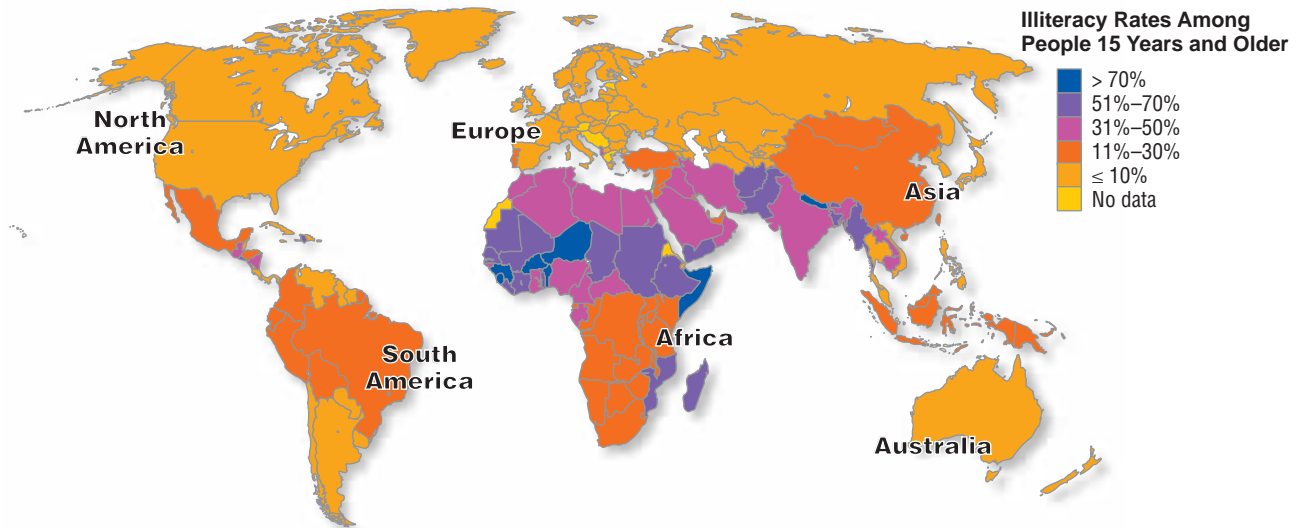 Illiteracy Rates Among
People 15 Years and Older
> 70%
51%–70%
31%–50%
11%–30%
≤ 10%
No data
North
America
Europe
Asia
Africa
South
America
Australia